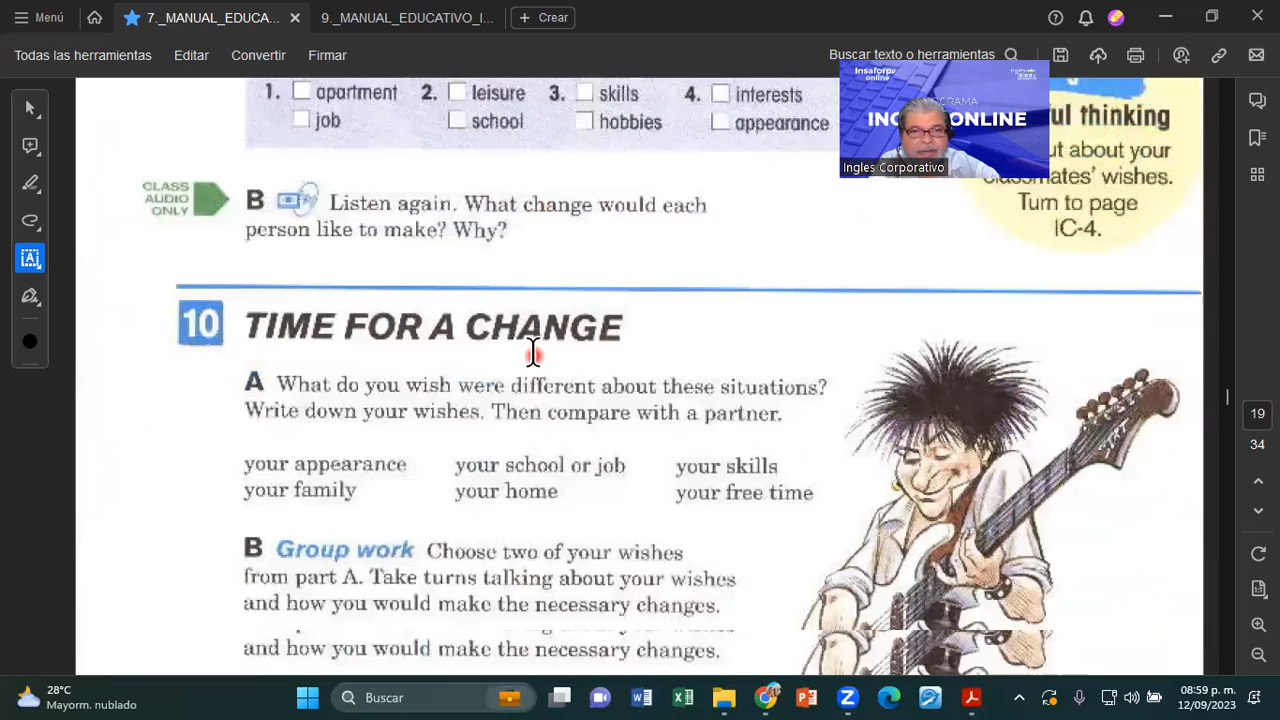 Menú
7._MANUAL_EDUCA...
9._MANUAL_EDUCATIVO_I...
Crear
Todas las herramientas
Editar
Convertir
Firmar
Buscar texto o herramientas
1. apartment 2. leisure 3. skills 4. interests
job school hobbies appearance
Insaforp
online
INGLES ONLINE
Ingles Corporativo
ful thinking
ut about your
classmates' wishes.
Turn to page
IC-4.
CLASS
AUDIO
ONLY
B Listen again. What change would each
person like to make? Why?
10 TIME FOR A CHANGE
A What do you wish were different about these situations?
Write down your wishes. Then compare with a partner.
your appearance your school or job your skills
your family your home your free time
B Group work Choose two of your wishes
from part A. Take turns talking about your wishes
and how you would make the necessary changes.
and how you would make the necessary changes.
19
34
28°C
Mayorm. nublado
Buscar
08:59 p. m.
12/09/2023